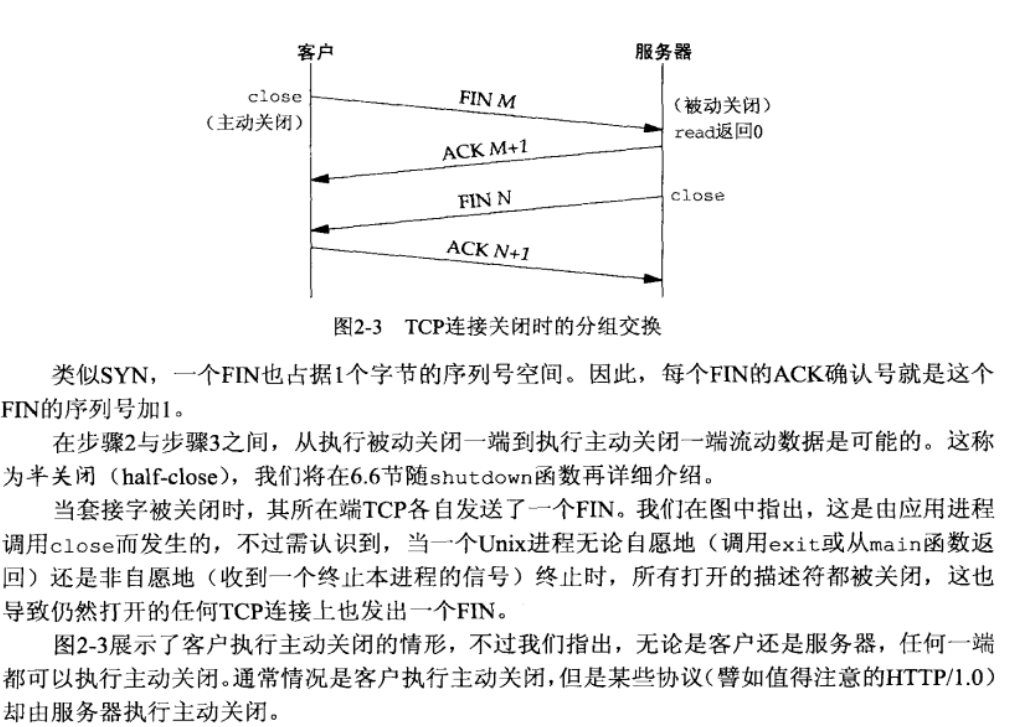 客户 服务器
close FIN M （被动关闭）
（主动关闭） read返回0
ACK M+1
FIN N close
ACK N+1
图2-3 TCP连接关闭时的分组交换
类似SYN，一个FIN也占据1个字节的序列号空间。因此，每个FIN的ACK确认号就是这个
FIN的序列号加1。
在步骤2与步骤3之间，从执行被动关闭一端到执行主动关闭一端流动数据是可能的。这称
为半关闭（half-close），我们将在6.6节随shutdown函数再详细介绍。
当套接字被关闭时，其所在端TCP各自发送了一个FIN。我们在图中指出，这是由应用进程
调用close而发生的，不过需认识到，当一个Unix进程无论自愿地（调用exit或从main函数返
回）还是非自愿地（收到一个终止本进程的信号）终止时，所有打开的描述符都被关闭，这也
导致仍然打开的任何TCP连接上也发出一个FIN。
图2-3展示了客户执行主动关闭的情形，不过我们指出，无论是客户还是服务器，任何一端
都可以执行主动关闭。通常情况是客户执行主动关闭，但是某些协议（譬如值得注意的HTTP/1.0）
却由服务器执行主动关闭。